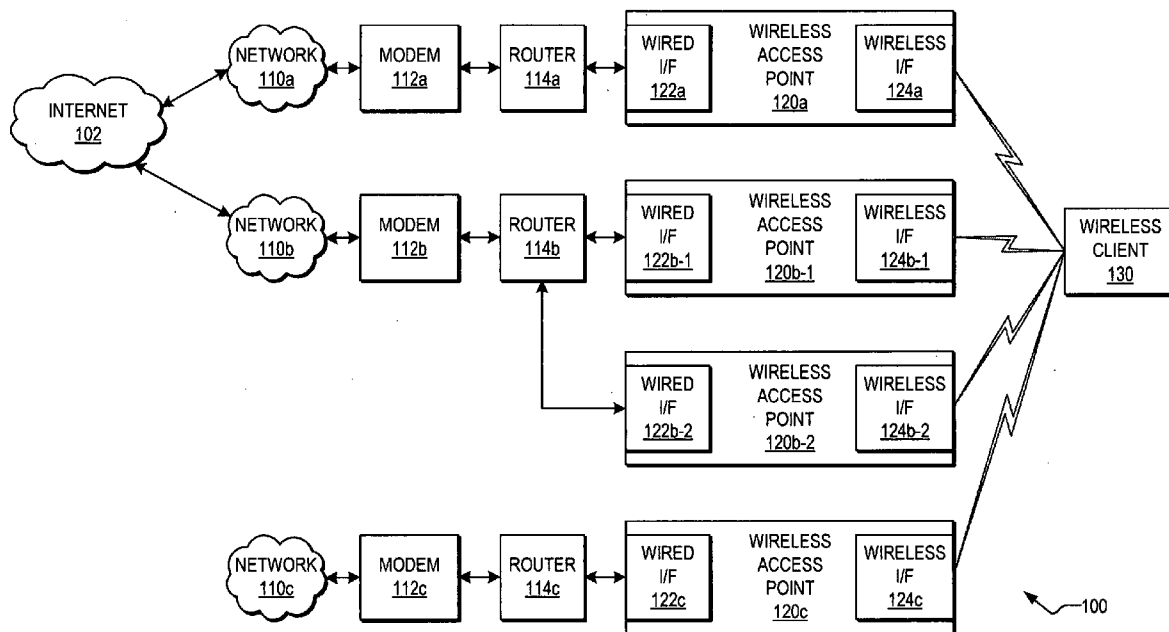 INTERNET
102
NETWORK
110a
MODEM
112a
ROUTER
114a
WIRED
I/F
122a
WIRELESS
ACCESS
POINT
120a
WIRELESS
I/F
124a
NETWORK
110b
MODEM
112b
ROUTER
114b
WIRED
I/F
122b-1
WIRELESS
ACCESS
POINT
120b-1
WIRELESS
I/F
124b-1
WIRELESS
CLIENT
130
WIRED
I/F
122b-2
WIRELESS
ACCESS
POINT
120b-2
WIRELESS
I/F
124b-2
NETWORK
110c
MODEM
112c
ROUTER
114c
WIRED
I/F
122c
WIRELESS
ACCESS
POINT
120c
WIRELESS
I/F
124c
100